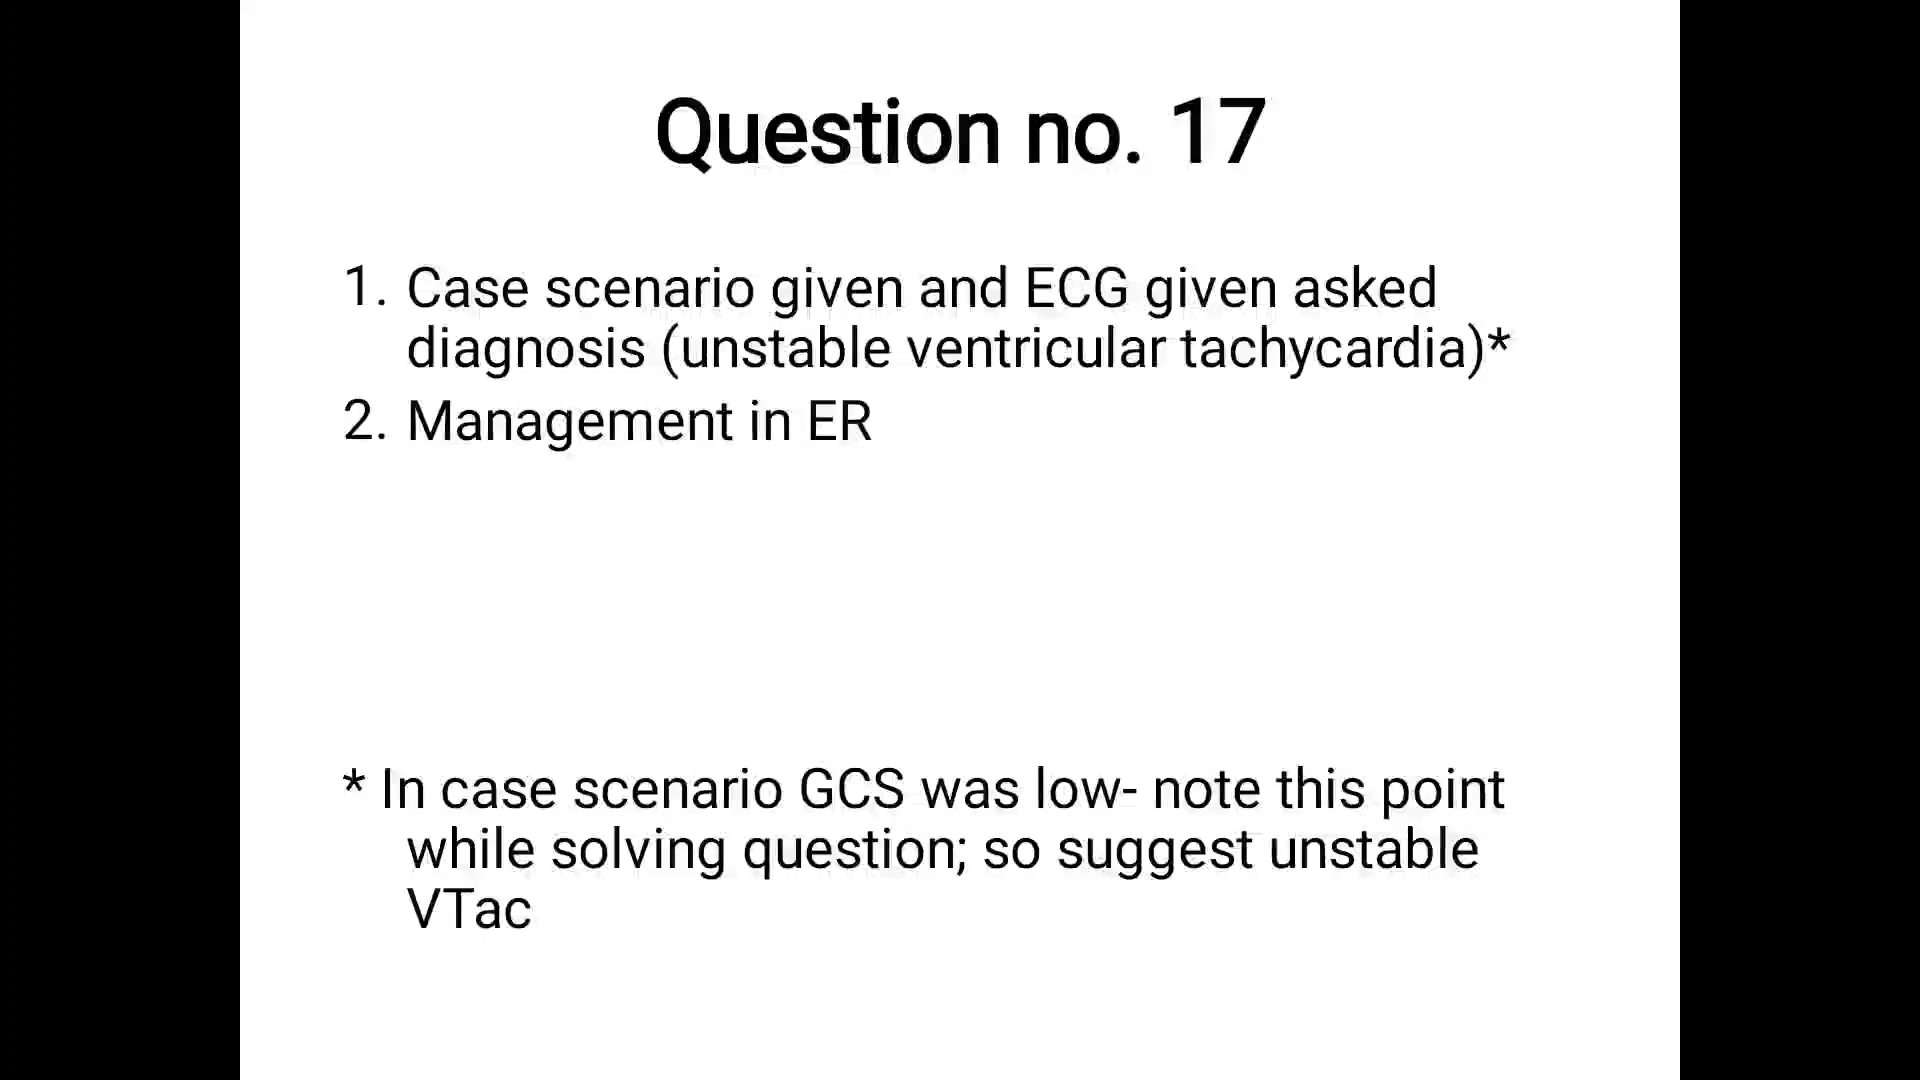 Question no. 17
1. Case scenario given and ECG given asked
diagnosis (unstable ventricular tachycardia)*
2. Management in ER
* In case scenario GCS was low- note this point
while solving question; so suggest unstable
VTac